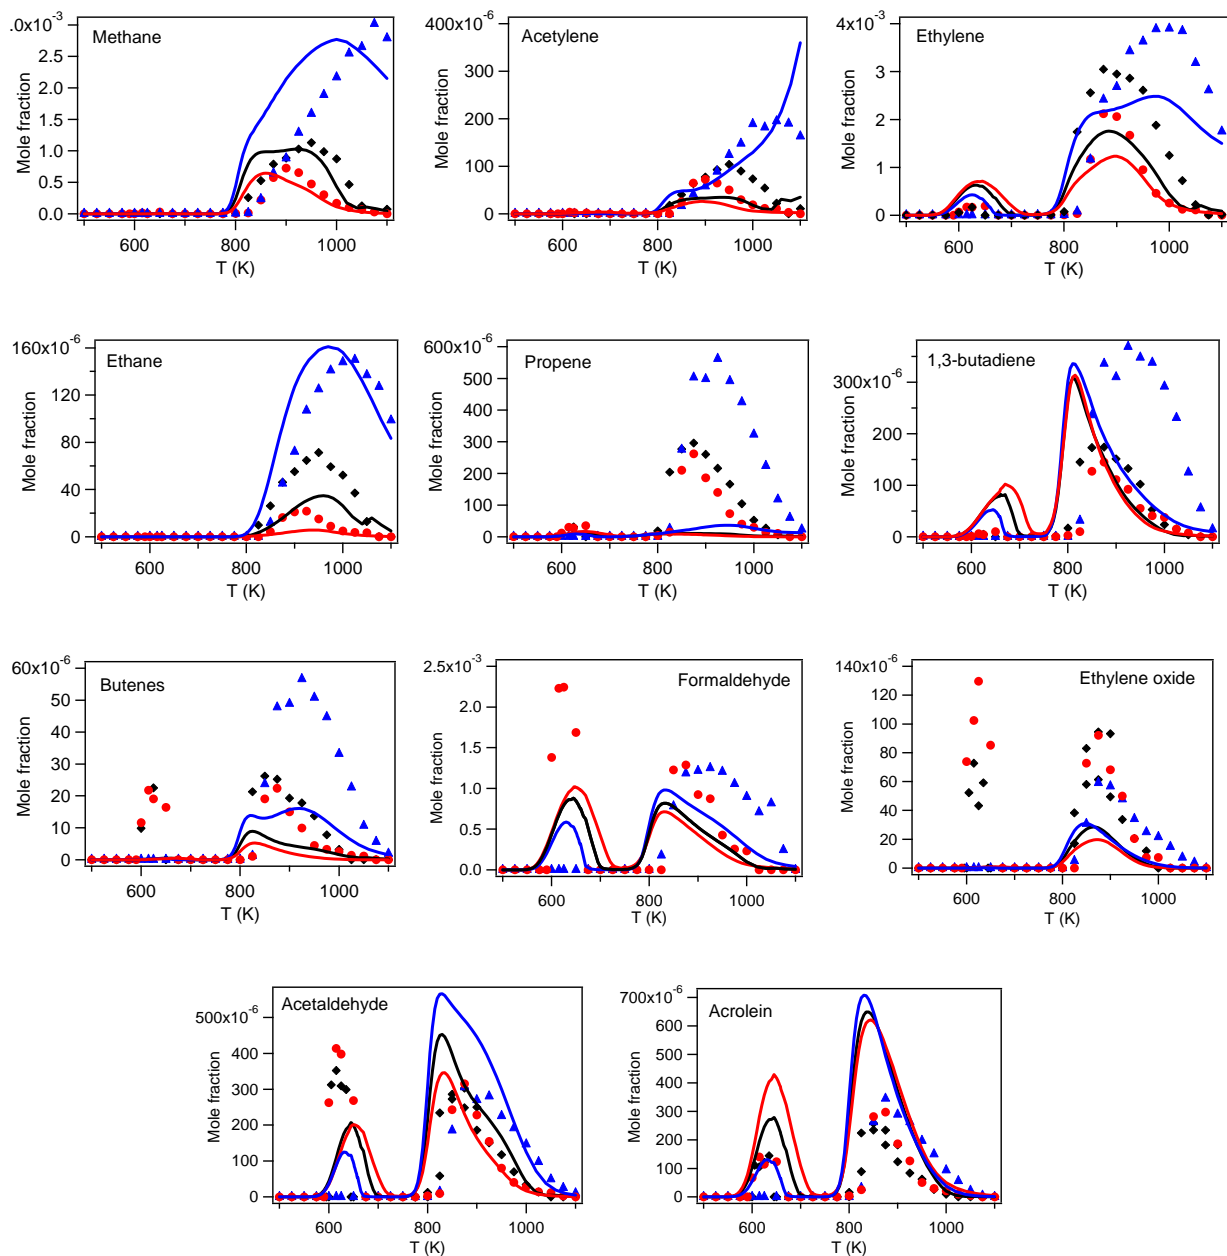 .0x10-3
2.5
2.0
1.5
1.0
0.5
0.0
Mole fraction
Methane
600
800
1000
T (K)
400x10-6
300
200
100
0
Mole fraction
Acetylene
600
800
1000
T (K)
4x10-3
3
2
1
0
Mole fraction
Ethylene
600
800
1000
T (K)
160x10-6
120
80
40
0
Mole fraction
Ethane
600
800
1000
T (K)
600x10-6
500
400
300
200
100
0
Mole fraction
Propene
600
800
1000
T (K)
300x10-6
200
100
0
Mole fraction
1,3-butadiene
600
800
1000
T (K)
60x10-6
50
40
30
20
10
0
Mole fraction
Butenes
600
800
1000
T (K)
2.5x10-3
2.0
1.5
1.0
0.5
0.0
Mole fraction
Formaldehyde
600
800
1000
T (K)
140x10-6
120
100
80
60
40
20
0
Mole fraction
Ethylene oxide
600
800
1000
T (K)
500x10-6
400
300
200
100
0
Mole fraction
Acetaldehyde
600
800
1000
T (K)
700x10-6
600
500
400
300
200
100
0
Mole fraction
Acrolein
600
800
1000
T (K)